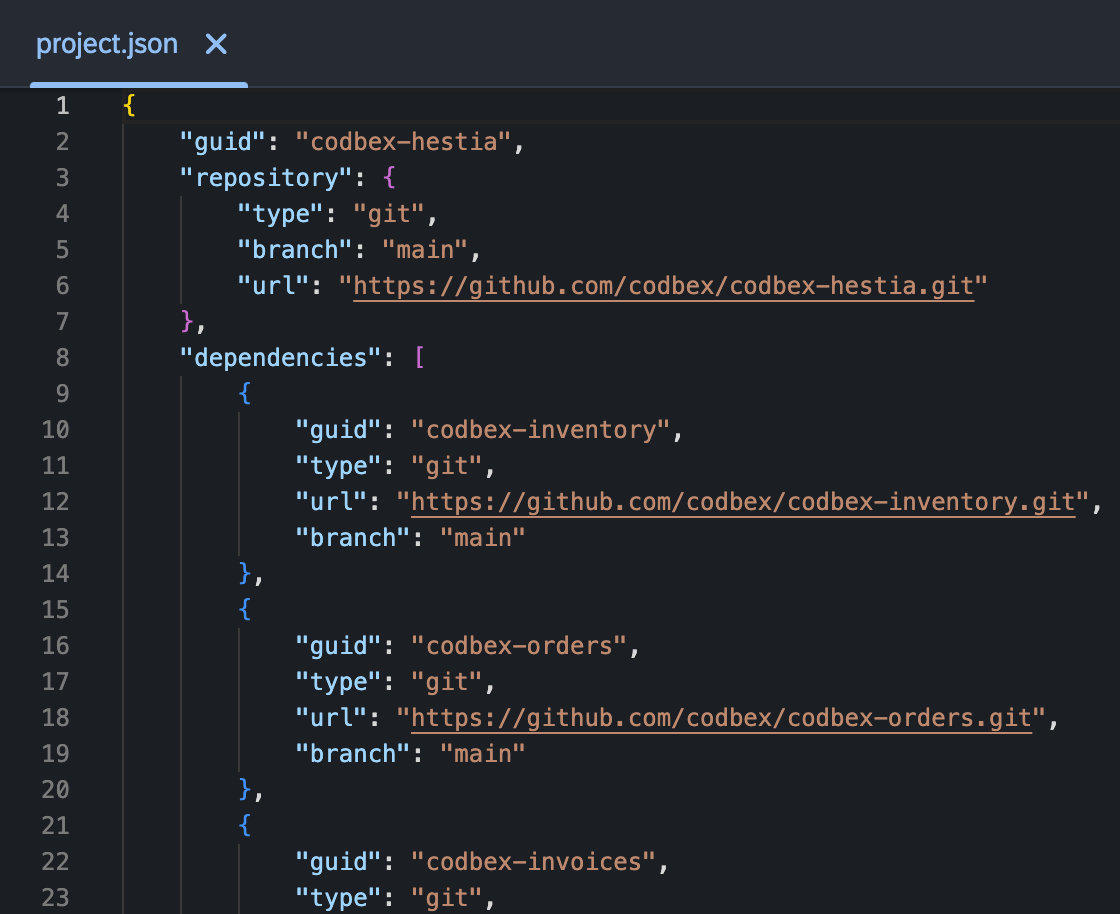 project.json
1 {
2 "guid": "codbex-hestia",
3 "repository": {
4 "type": "git",
5 "branch": "main",
6 "url": "https://github.com/codbex/codbex-hestia.git"
7 },
8 "dependencies": [
9 {
10 "guid": "codbex-inventory",
11 "type": "git",
12 "url": "https://github.com/codbex/codbex-inventory.git",
13 "branch": "main"
14 },
15 {
16 "guid": "codbex-orders",
17 "type": "git",
18 "url": "https://github.com/codbex/codbex-orders.git",
19 "branch": "main"
20 },
21 {
22 "guid": "codbex-invoices",
23 "type": "git",